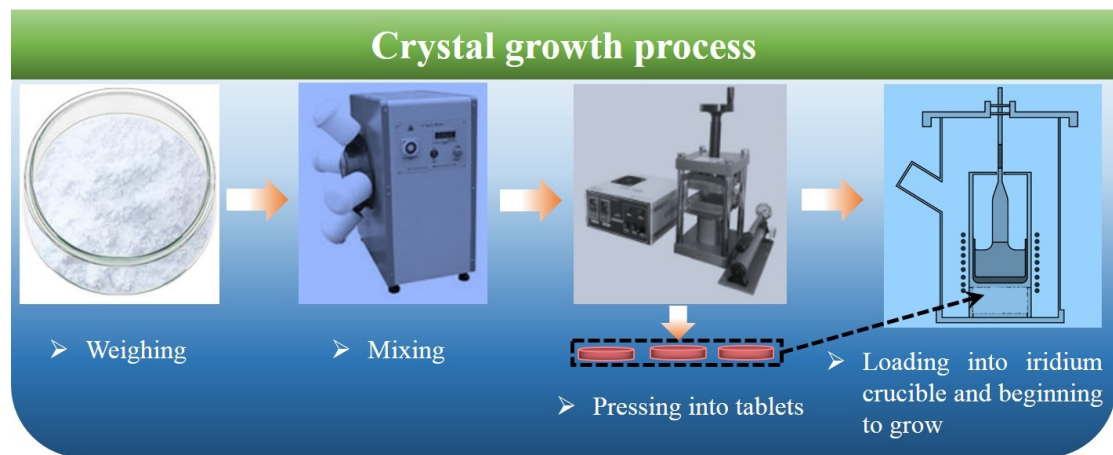 Crystal growth process
➢ Weighing
➢ Mixing
➢ Pressing into tablets
➢ Loading into iridium
crucible and beginning
to grow